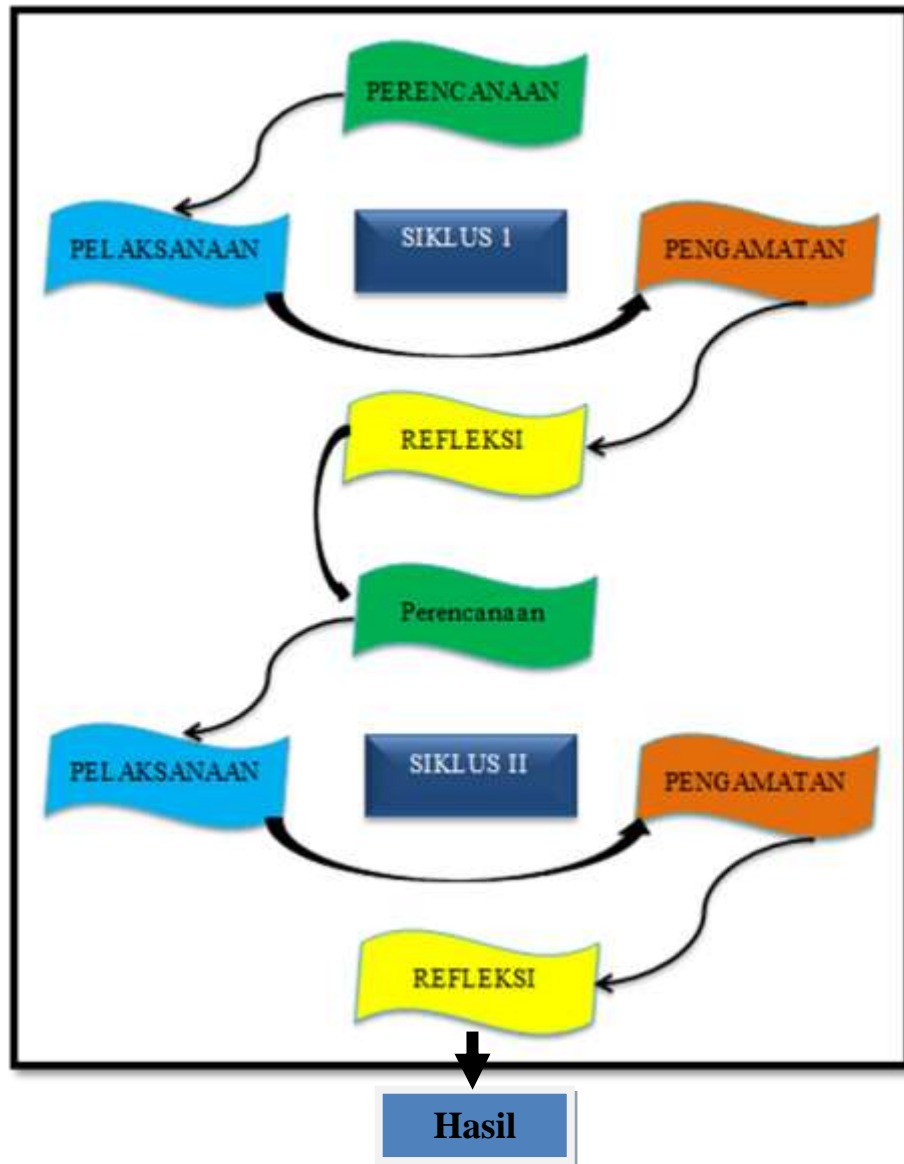 PERENCANAAN
PELAKSANAAN
SIKLUS 1
PENGAMATAN
REFLEKSI
Perencanaan
PELAKSANAAN
SIKLUS II
PENGAMATAN
REFLEKSI
Hasil